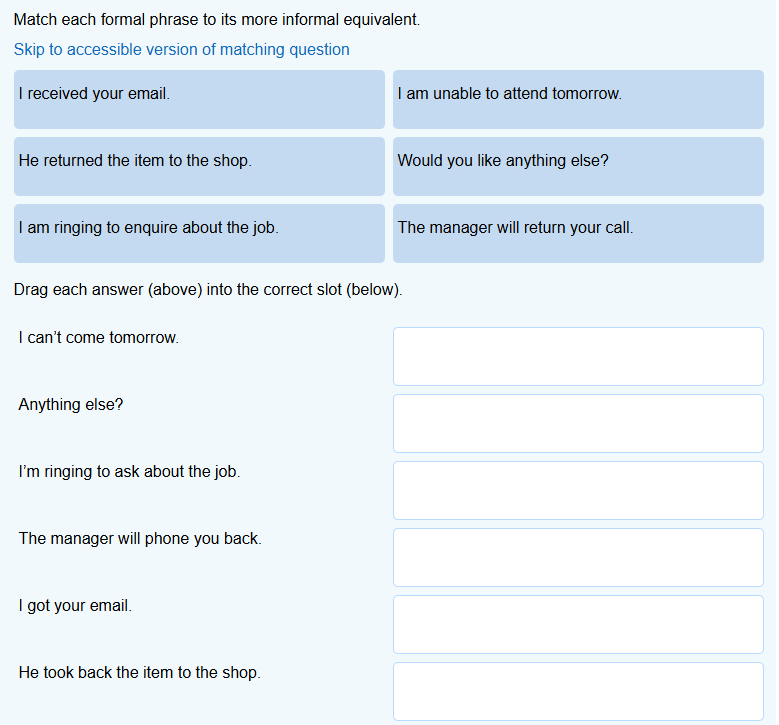 Match each formal phrase to its more informal equivalent.
Skip to accessible version of matching question
I received your email.
I am unable to attend tomorrow.
He returned the item to the shop.
Would you like anything else?
I am ringing to enquire about the job.
The manager will return your call.
Drag each answer (above) into the correct slot (below).
I can’t come tomorrow.
Anything else?
I’m ringing to ask about the job.
The manager will phone you back.
I got your email.
He took back the item to the shop.